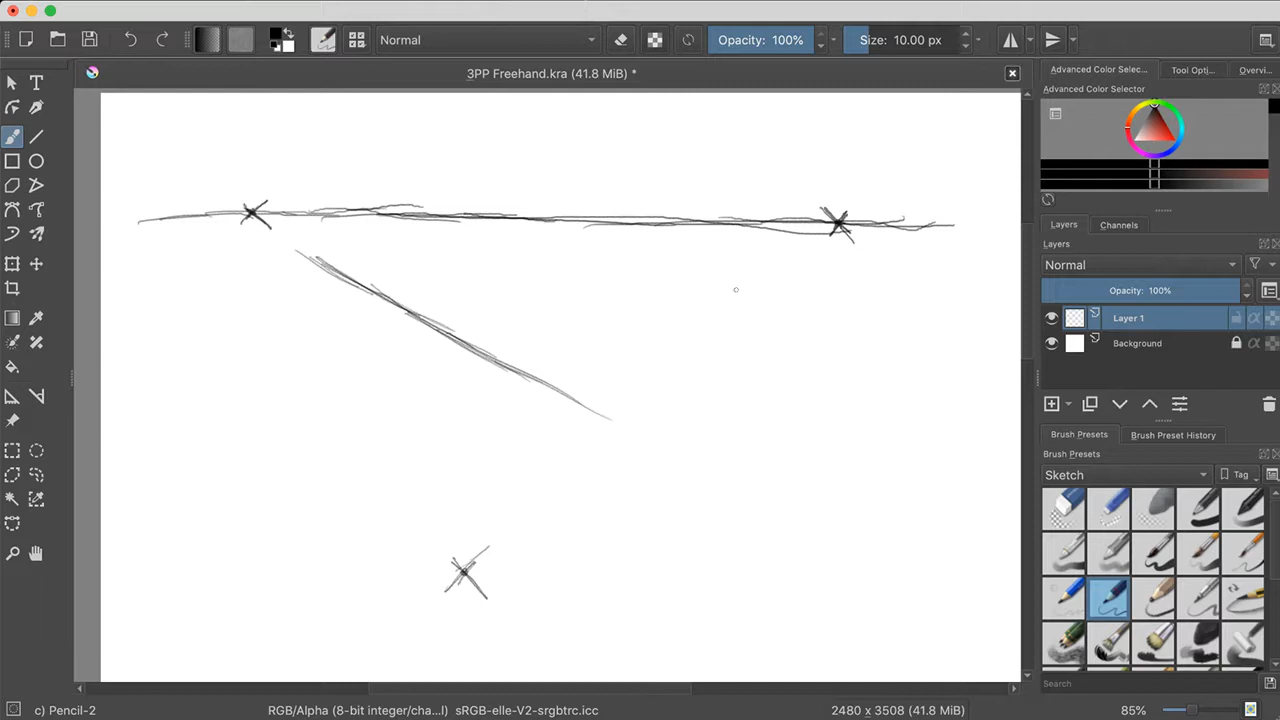 Normal
Opacity: 100%
Size: 10.00 px
3PP Freehand.kra (41.8 MiB) *
Advanced Color Selec...
Tool Opti...
Overvi...
Advanced Color Selector
Layers
Channels
Layers
Normal
Opacity: 100%
Layer 1
Background
Brush Presets
Brush Preset History
Brush Presets
Sketch
Tag
Search
c) Pencil-2
RGB/Alpha (8-bit integer/cha...l) sRGB-elle-V2-srgbtrc.icc
2480 x 3508 (41.8 MiB)
85%